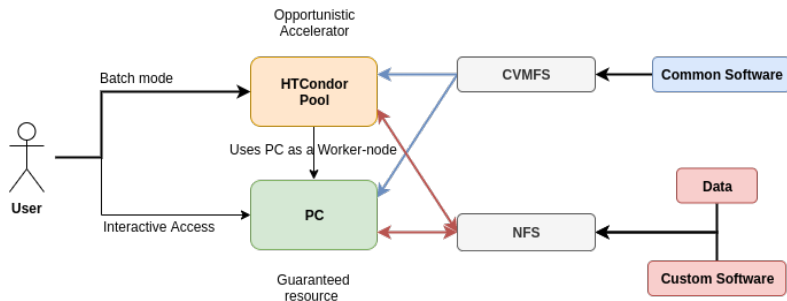 Opportunistic
Accelerator
Batch mode
HTCondor
Pool
CVMFS
Common Software
Uses PC as a Worker-node
User
Data
PC
NFS
Interactive Access
Custom Software
Guaranteed
resource